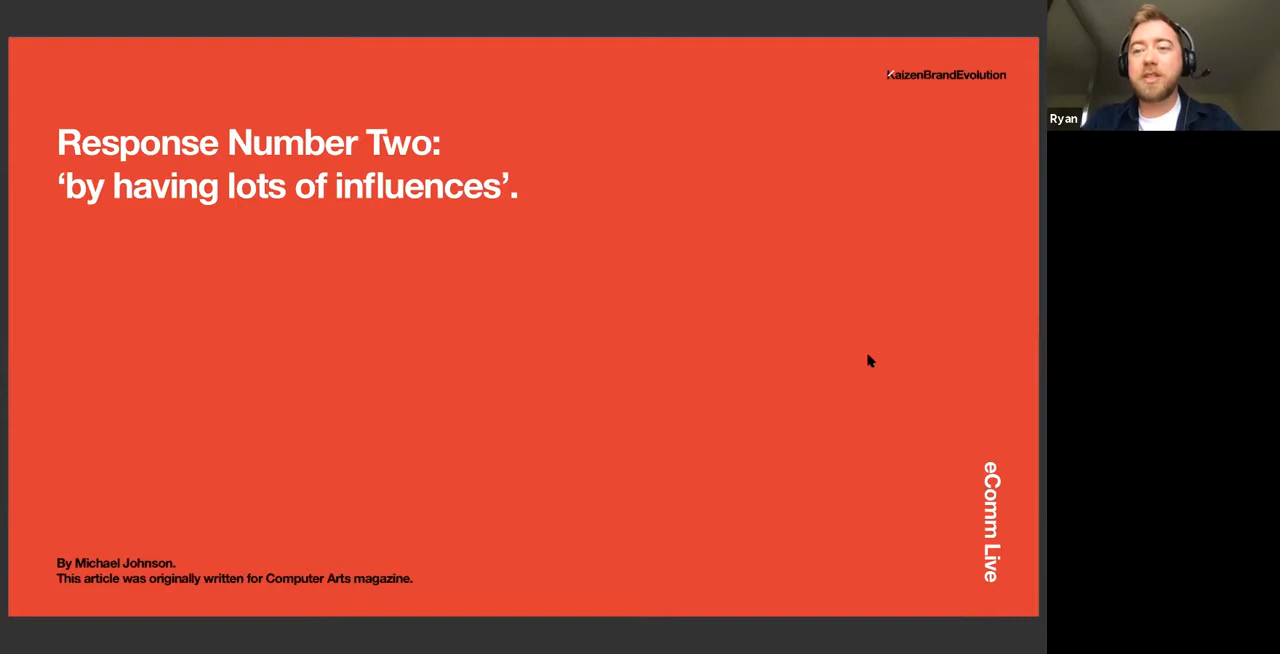 KaizenBrandEvolution
Response Number Two:
‘by having lots of influences’.
eComm Live
By Michael Johnson.
This article was originally written for Computer Arts magazine.
Ryan